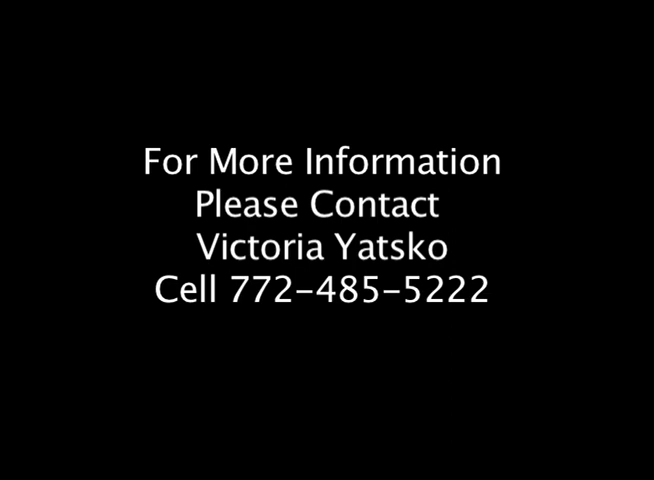 For More Information
Please Contact
Victoria Yatsko
Cell 772-485-5222